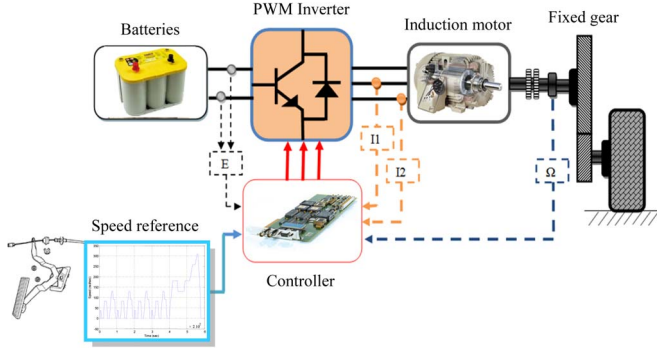 PWM Inverter
Batteries
Induction motor
Fixed gear
E
I1
I2
Ω
Speed reference
Controller